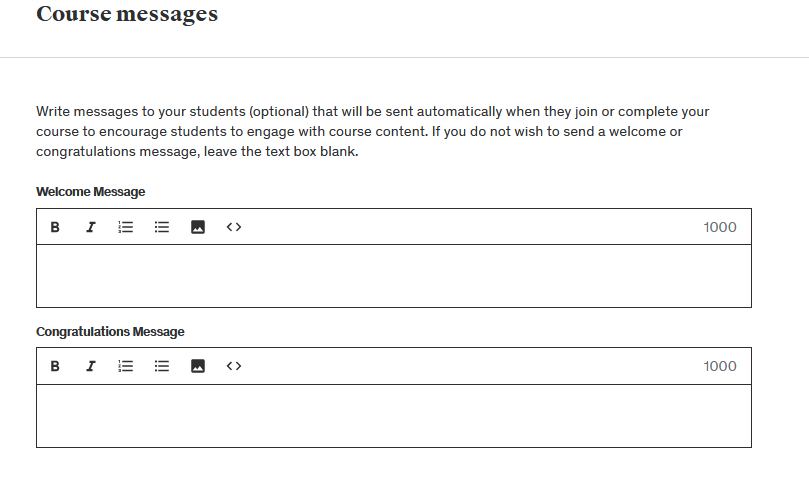 Course messages
Write messages to your students (optional) that will be sent automatically when they join or complete your
course to encourage students to engage with course content. If you do not wish to send a welcome or
congratulations message, leave the text box blank.
Welcome Message
B I <> 1000
Congratulations Message
B I <> 1000